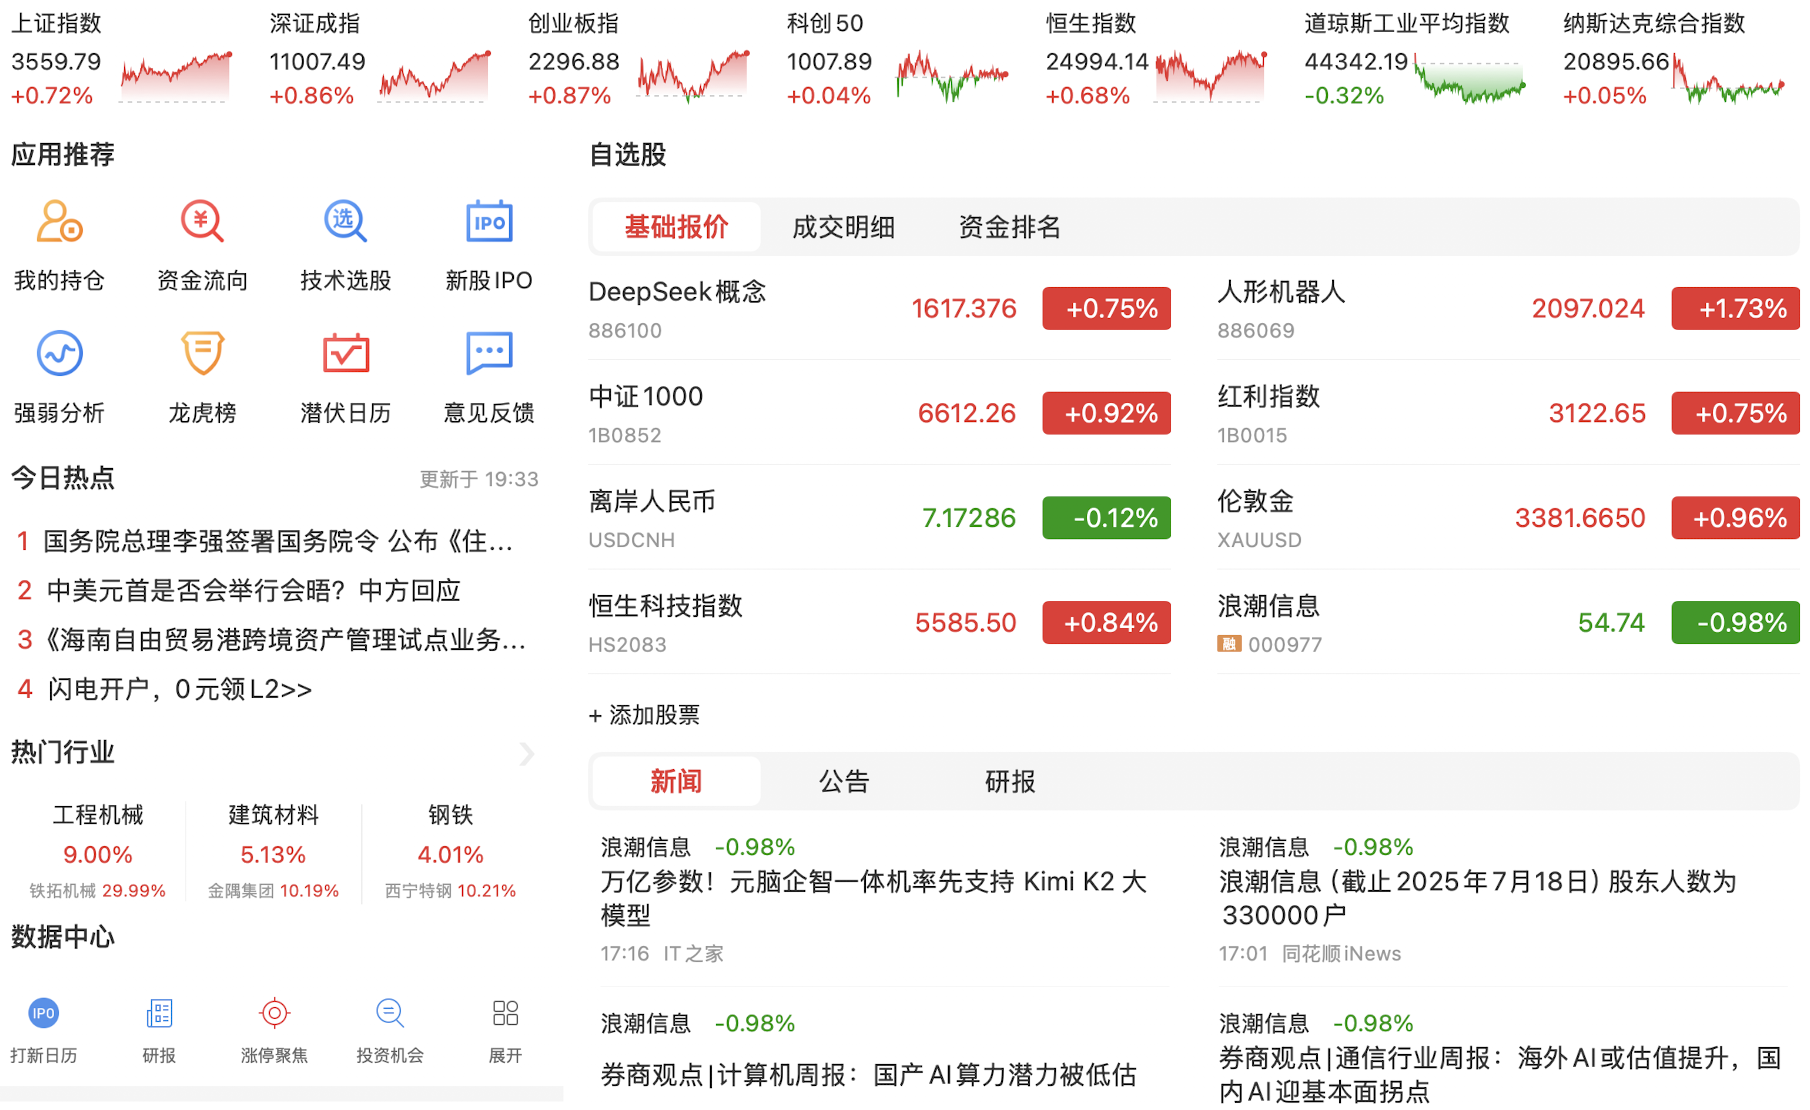 上证指数
3559.79
+0.72%
深证成指
11007.49
+0.86%
创业板指
2296.88
+0.87%
科创50
1007.89
+0.04%
恒生指数
24994.14
+0.68%
道琼斯工业平均指数
44342.19
-0.32%
纳斯达克综合指数
20895.66
+0.05%
应用推荐
¥
选
IPO
我的持仓
资金流向
技术选股
新股IPO
强弱分析
龙虎榜
潜伏日历
意见反馈
今日热点
更新于 19:33
1 国务院总理李强签署国务院令 公布《住...
2 中美元首是否会举行会晤？中方回应
3《海南自由贸易港跨境资产管理试点业务...
4 闪电开户，0元领L2>>
热门行业
工程机械
9.00%
铁拓机械 29.99%
建筑材料
5.13%
金隅集团 10.19%
钢铁
4.01%
西宁特钢 10.21%
数据中心
IPO
打新日历
研报
涨停聚焦
投资机会
展开
自选股
基础报价
成交明细
资金排名
DeepSeek概念
1617.376
+0.75%
886100
人形机器人
2097.024
+1.73%
886069
中证1000
6612.26
+0.92%
1B0852
红利指数
3122.65
+0.75%
1B0015
离岸人民币
7.17286
-0.12%
USDCNH
伦敦金
3381.6650
+0.96%
XAUUSD
恒生科技指数
5585.50
+0.84%
HS2083
浪潮信息
54.74
-0.98%
融 000977
+ 添加股票
新闻
公告
研报
浪潮信息 -0.98%
万亿参数！元脑企智一体机率先支持 Kimi K2 大
模型
17:16 IT之家
浪潮信息 -0.98%
浪潮信息（截止2025年7月18日）股东人数为
330000户
17:01 同花顺iNews
浪潮信息 -0.98%
券商观点|计算机周报：国产AI算力潜力被低估
浪潮信息 -0.98%
券商观点|通信行业周报：海外AI或估值提升，国
内AI迎基本面拐点